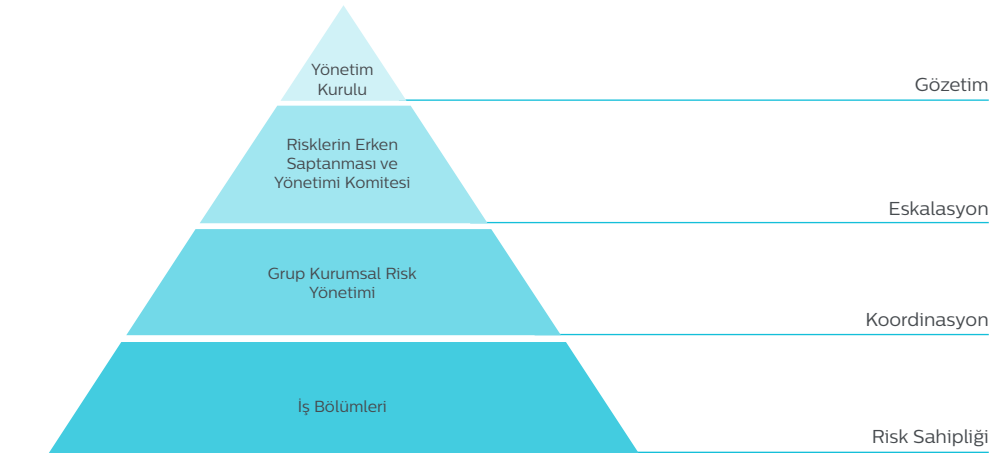 Yönetim
Kurulu
Gözetim
Risklerin Erken
Saptanması ve
Yönetimi Komitesi
Eskalasyon
Grup Kurumsal Risk
Yönetimi
Koordinasyon
İş Bölümleri
Risk Sahipliği